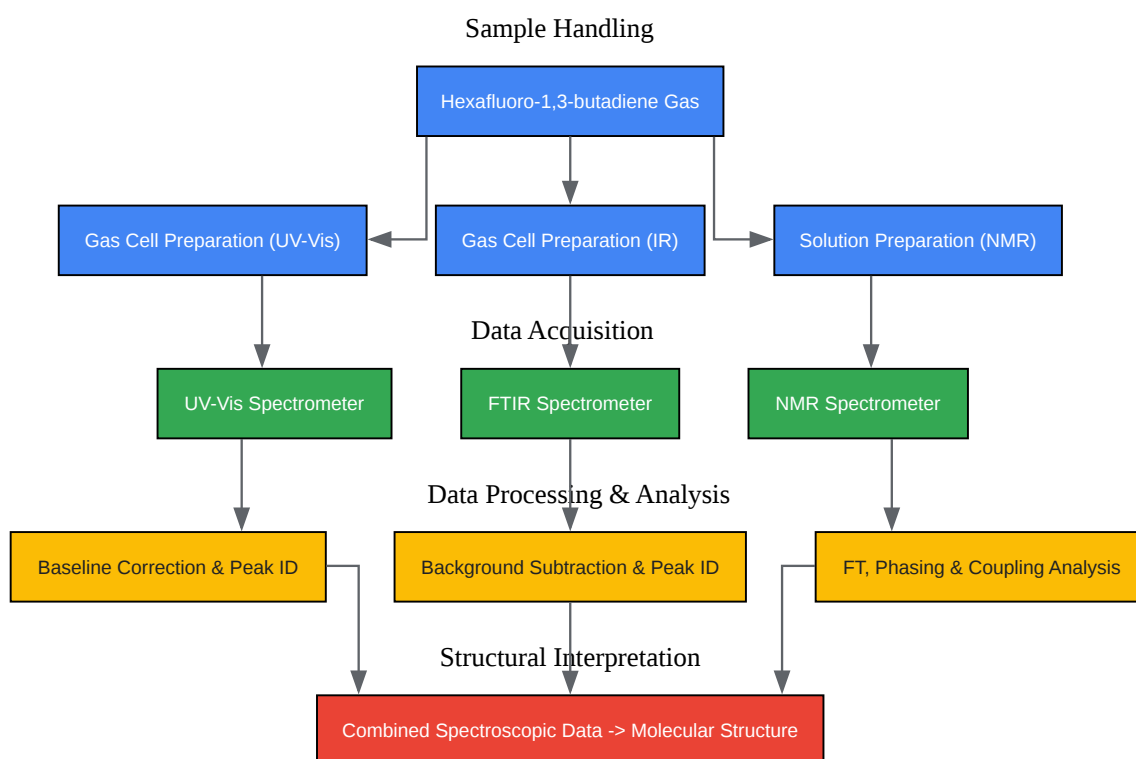 Sample Handling
Hexafluoro-1,3-butadiene Gas
Gas Cell Preparation (UV-Vis)
Gas Cell Preparation (IR)
Solution Preparation (NMR)
Data Acquisition
UV-Vis Spectrometer
FTIR Spectrometer
NMR Spectrometer
Data Processing & Analysis
Baseline Correction & Peak ID
Background Subtraction & Peak ID
FT, Phasing & Coupling Analysis
Structural Interpretation
Combined Spectroscopic Data -> Molecular Structure